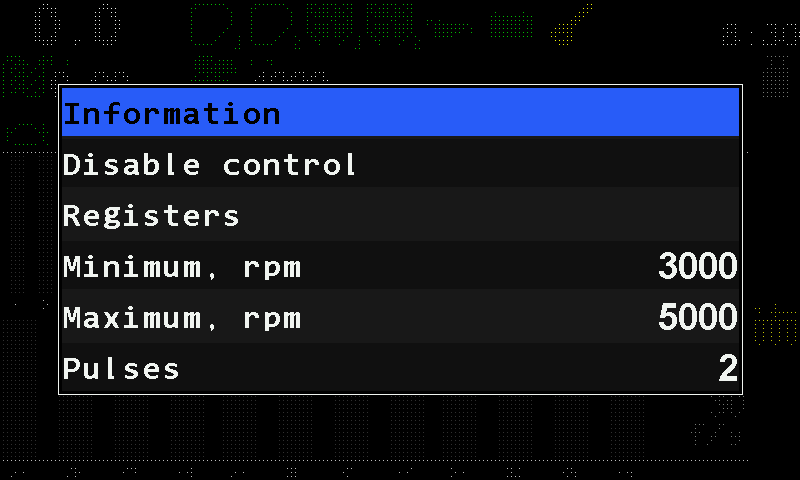 Information
Disable control
Registers
Minimum, rpm 3000
Maximum, rpm 5000
Pulses 2